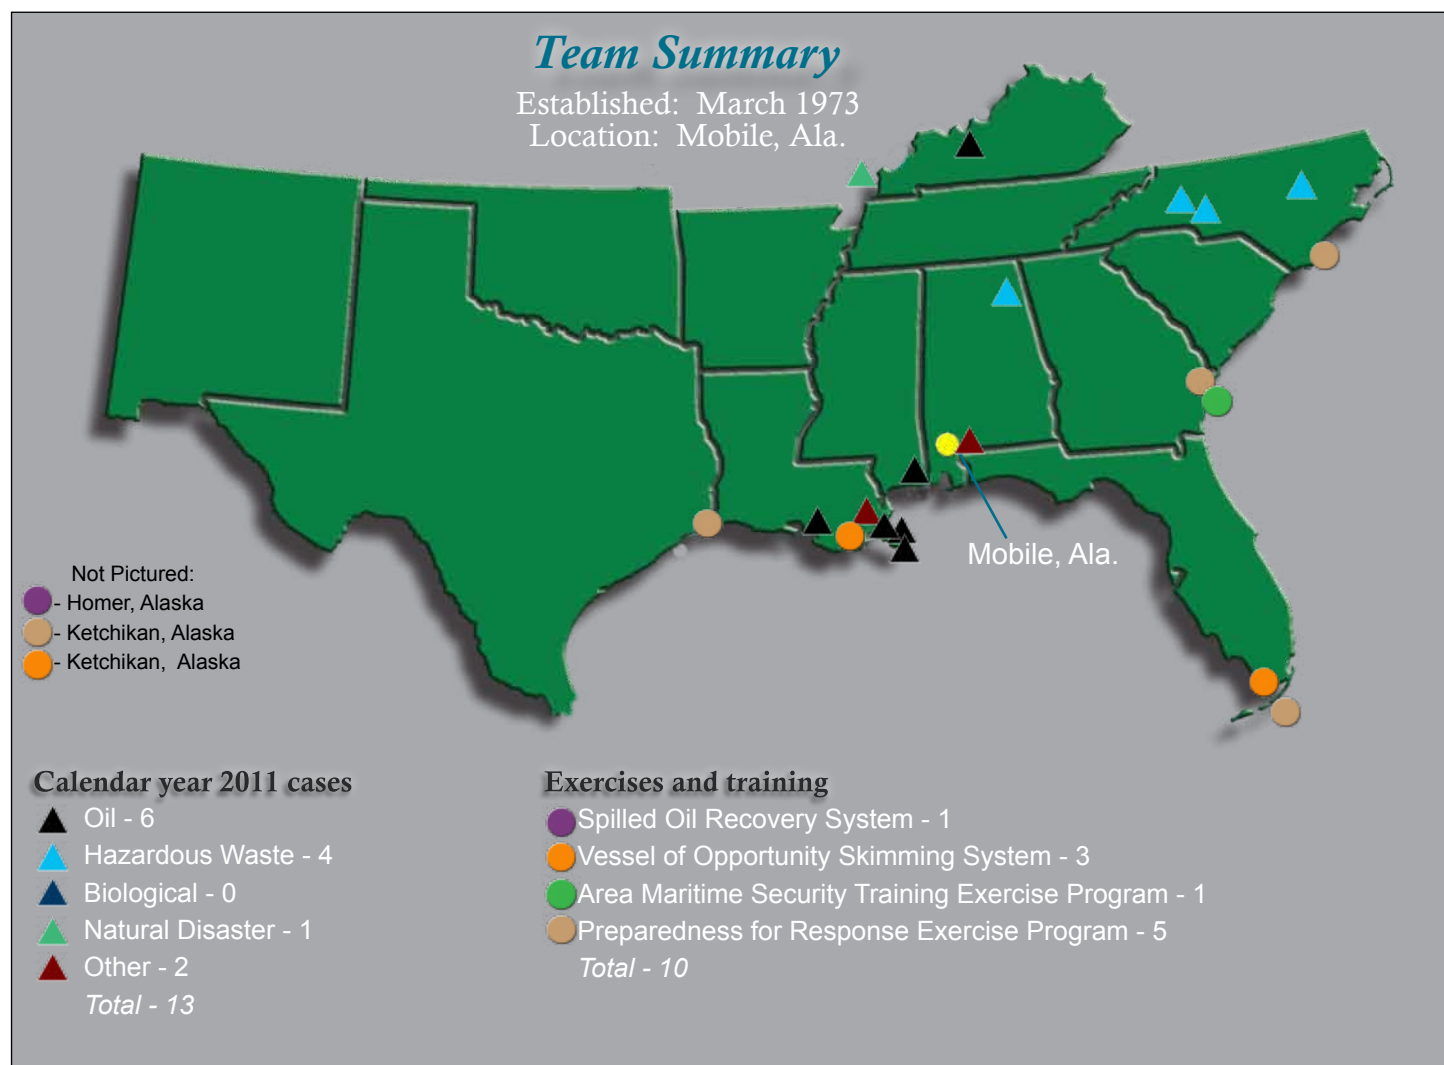 Team Summary
Established:  March 1973
Location:  Mobile, Ala.
Mobile, Ala.
Not Pictured:
- Homer, Alaska
- Ketchikan, Alaska
- Ketchikan,  Alaska
Calendar year 2011 cases
Oil - 6
Hazardous Waste - 4
Biological - 0
Natural Disaster - 1
Other - 2
Total - 13
Exercises and training
Spilled Oil Recovery System - 1
Vessel of Opportunity Skimming System - 3
Area Maritime Security Training Exercise Program - 1
Preparedness for Response Exercise Program - 5
Total - 10